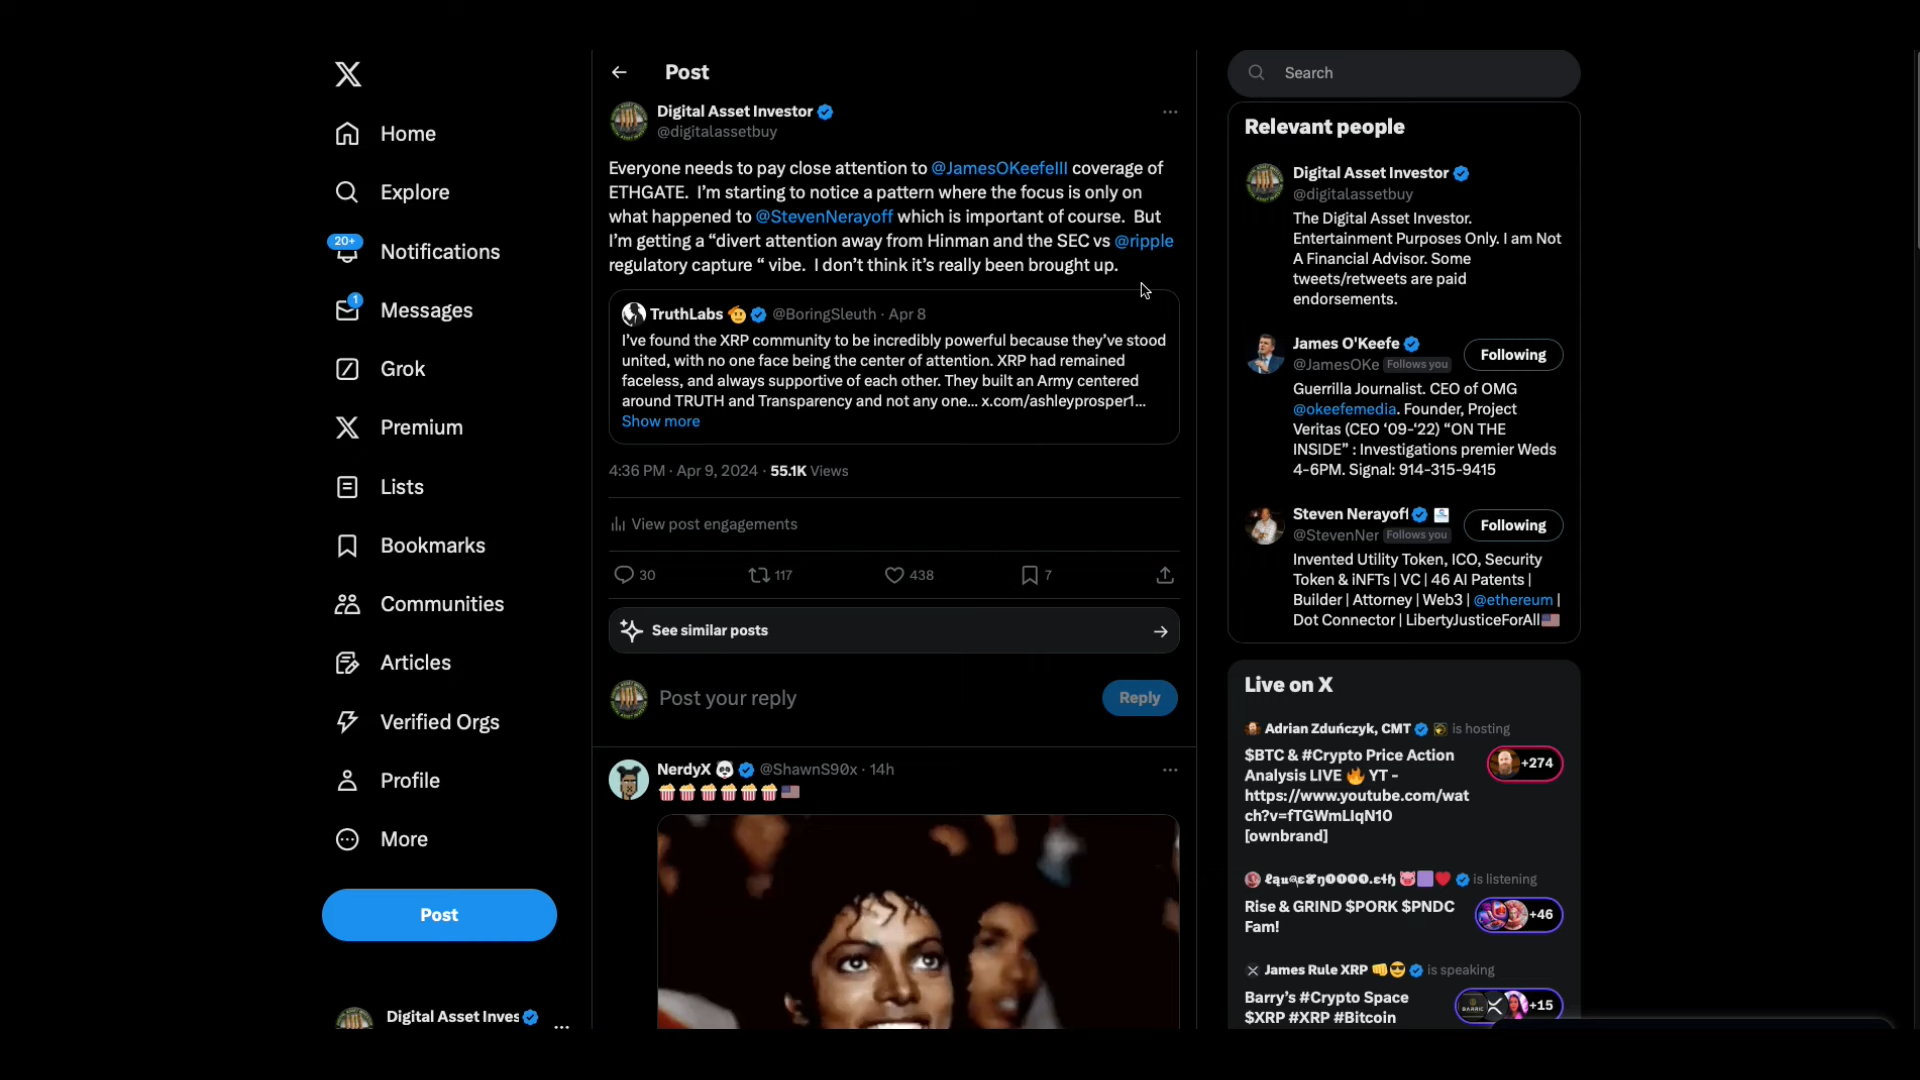 Home
Explore
20+
Notifications
1
Messages
Grok
Premium
Lists
Bookmarks
Communities
Articles
Verified Orgs
Profile
More
Post
Digital Asset Inves
Post
Digital Asset Investor
@digitalassetbuy
Everyone needs to pay close attention to @JamesOKeefeIII coverage of
ETHGATE. I'm starting to notice a pattern where the focus is only on
what happened to @StevenNerayoff which is important of course. But
I'm getting a “divert attention away from Hinman and the SEC vs @ripple
regulatory capture “ vibe. I don't think it's really been brought up.
TruthLabs @BoringSleuth · Apr 8
I've found the XRP community to be incredibly powerful because they've stood
united, with no one face being the center of attention. XRP had remained
faceless, and always supportive of each other. They built an Army centered
around TRUTH and Transparency and not any one... x.com/ashleyprosper1...
Show more
4:36 PM · Apr 9, 2024 · 55.1K Views
View post engagements
30 117 438 7
See similar posts
Post your reply
Reply
NerdyX @ShawnS90x · 14h
Search
Relevant people
Digital Asset Investor
@digitalassetbuy
The Digital Asset Investor.
Entertainment Purposes Only. I am Not
A Financial Advisor. Some
tweets/retweets are paid
endorsements.
James O'Keefe
@JamesOKe Follows you
Following
Guerrilla Journalist. CEO of OMG
@okeefemedia. Founder, Project
Veritas (CEO '09-'22) “ON THE
INSIDE” : Investigations premier Weds
4-6PM. Signal: 914-315-9415
Steven Nerayoff
@StevenNer Follows you
Following
Invented Utility Token, ICO, Security
Token & iNFTs | VC | 46 AI Patents |
Builder | Attorney | Web3 | @ethereum |
Dot Connector | LibertyJusticeForAll
Live on X
Adrian Zduńczyk, CMT is hosting
$BTC & #Crypto Price Action
Analysis LIVE YT -
https://www.youtube.com/wat
ch?v=fTGWmLIqN10
[ownbrand]
+274
is listening
Rise & GRIND $PORK $PNDC
Fam!
+46
James Rule XRP is speaking
Barry's #Crypto Space
$XRP #XRP #Bitcoin
+15